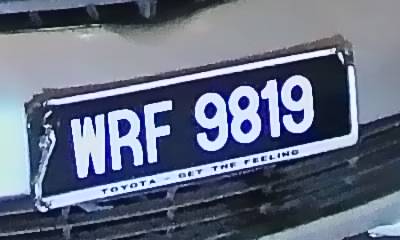 WRF 9819
TOYOTA - GET THE FEELING